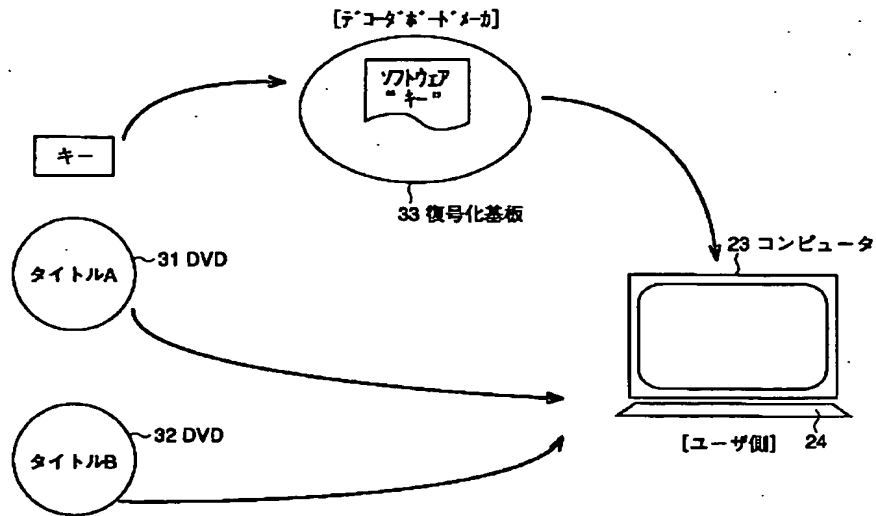 [デコーダボードメーカ]
ソフトウェア
“キー”
キー
33 復号化基板
23 コンピュータ
タイトルA
31 DVD
タイトルB
32 DVD
[ユーザ側]
24